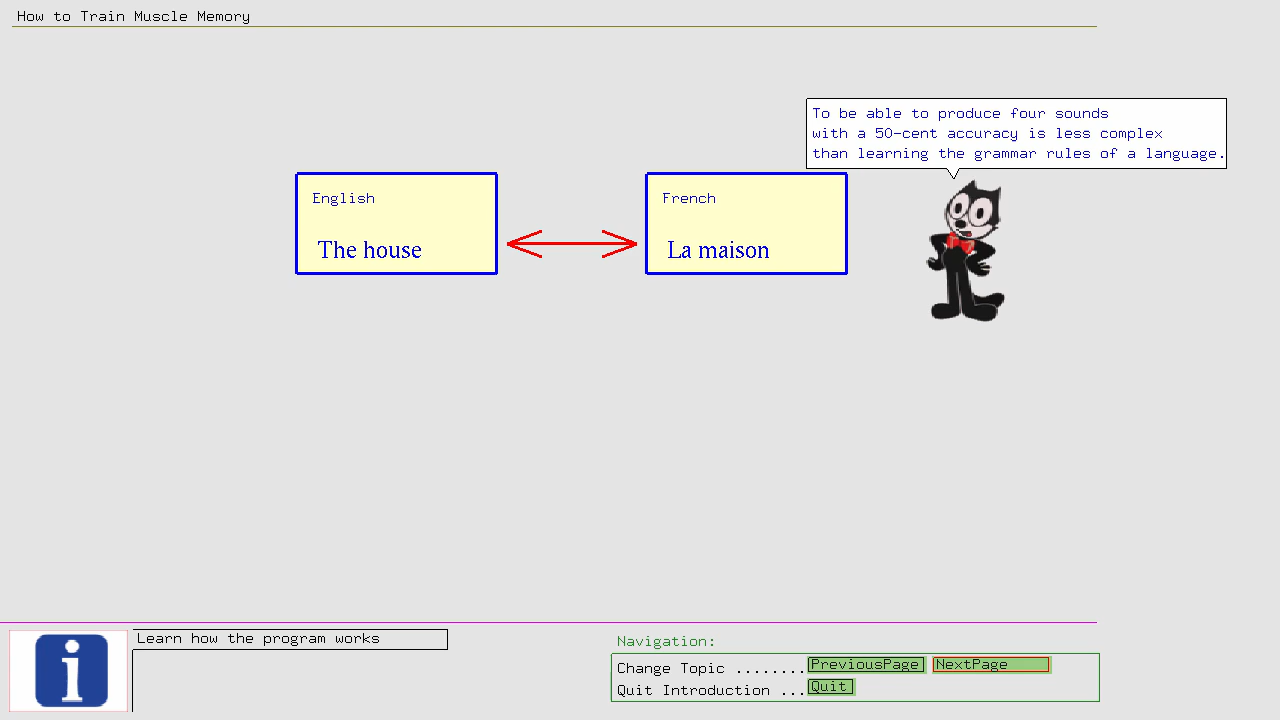 How to Train Muscle Memory
To be able to produce four sounds
with a 50-cent accuracy is less complex
than learning the grammar rules of a language.
English
The house
French
La maison
Learn how the program works
Navigation:
Change Topic ........PreviousPage NextPage
Quit Introduction ...Quit